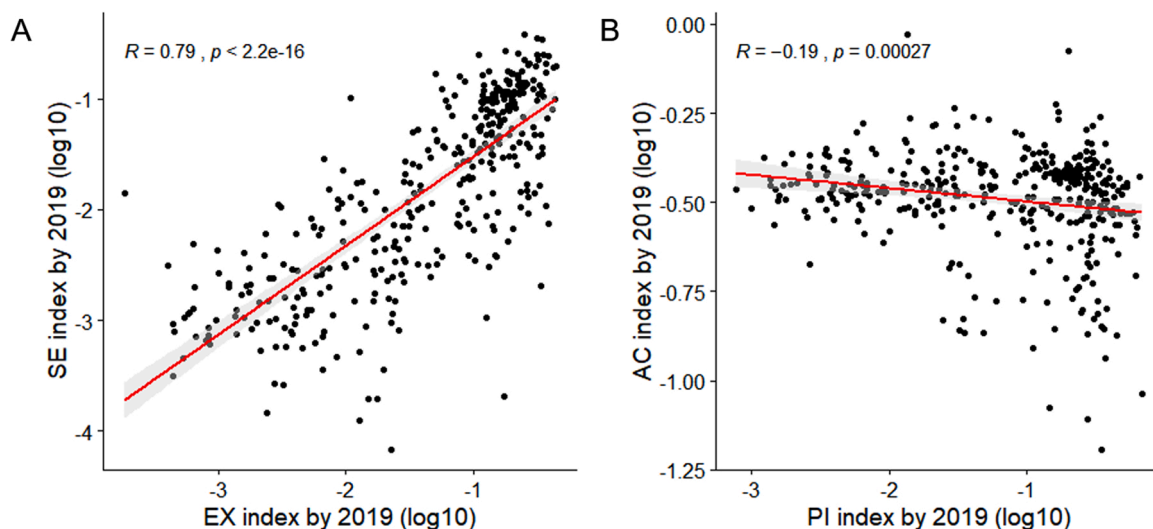 A
R = 0.79 , p < 2.2e-16
-1
-2
-3
-4
SE index by 2019 (log10)
-3 -2 -1
EX index by 2019 (log10)
B
R = −0.19 , p = 0.00027
0.00
-0.25
-0.50
-0.75
-1.00
-1.25
AC index by 2019 (log10)
-3 -2 -1
PI index by 2019 (log10)